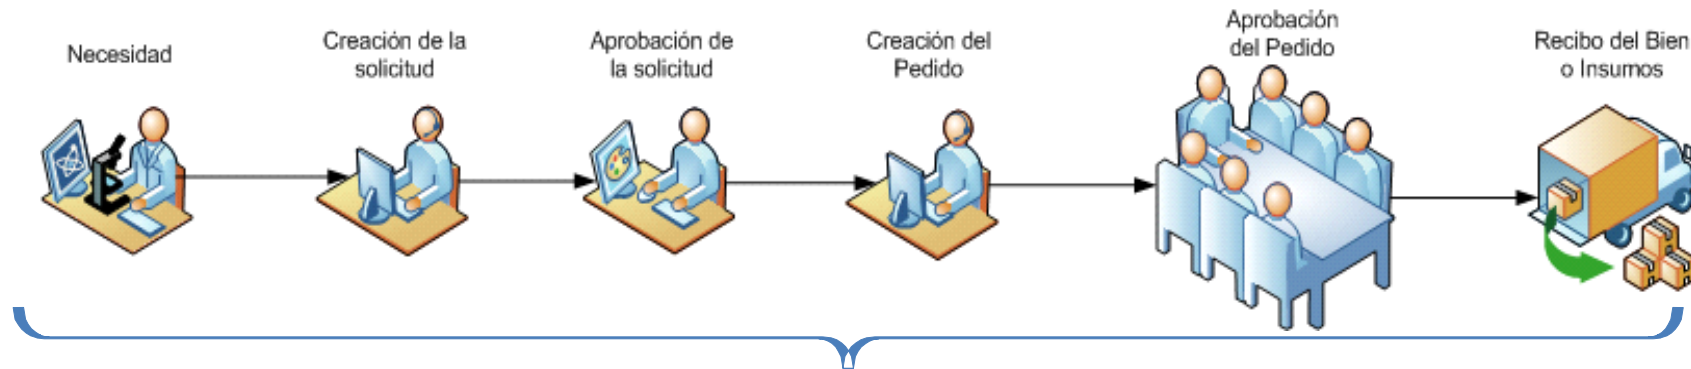 Necesidad
Creación de la
solicitud
Aprobación de
la solicitud
Creación del
Pedido
Aprobación
del Pedido
Recibo del Bien
o Insumos